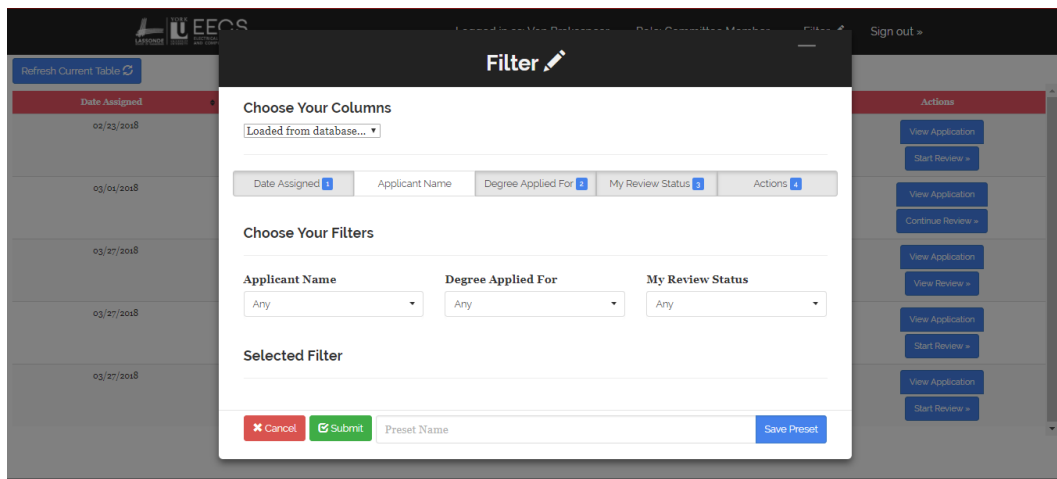 LASSONDE
YORK
U
EECS
Sign out »
Filter
Refresh Current Table
Date Assigned
Actions
02/23/2018
View Application
Start Review »
03/01/2018
View Application
Continue Review »
03/27/2018
View Application
View Review »
03/27/2018
View Application
Start Review »
03/27/2018
View Application
Start Review »
Choose Your Columns
Loaded from database...
Date Assigned 1 Applicant Name Degree Applied For 2 My Review Status 3 Actions 4
Choose Your Filters
Applicant Name Degree Applied For My Review Status
Any Any Any
Selected Filter
Cancel Submit Preset Name Save Preset